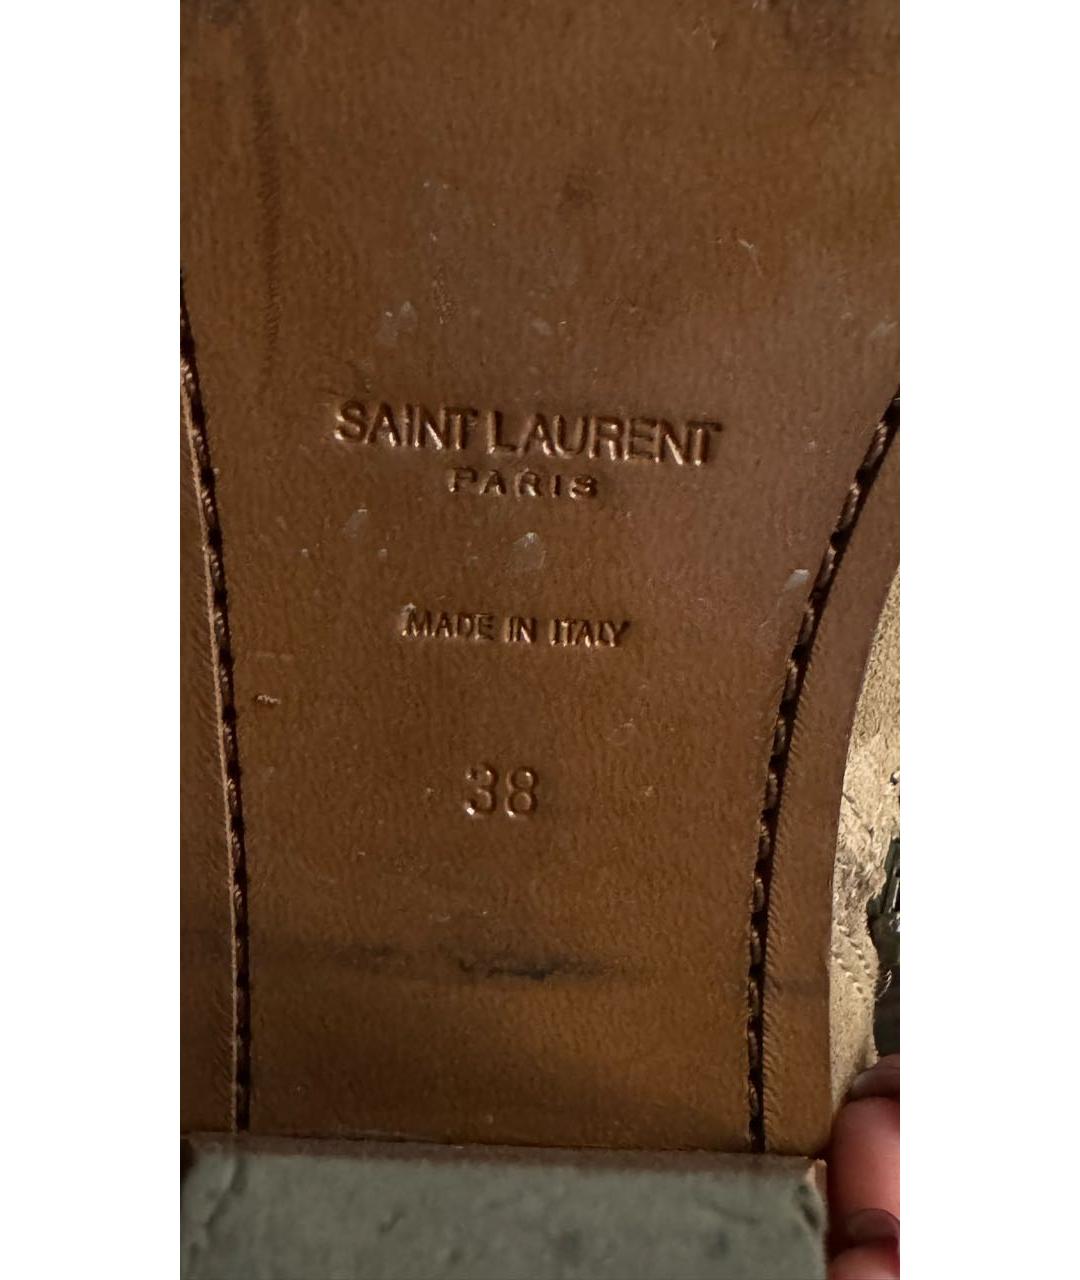 SAINT LAURENT
PARIS
MADE IN ITALY
38